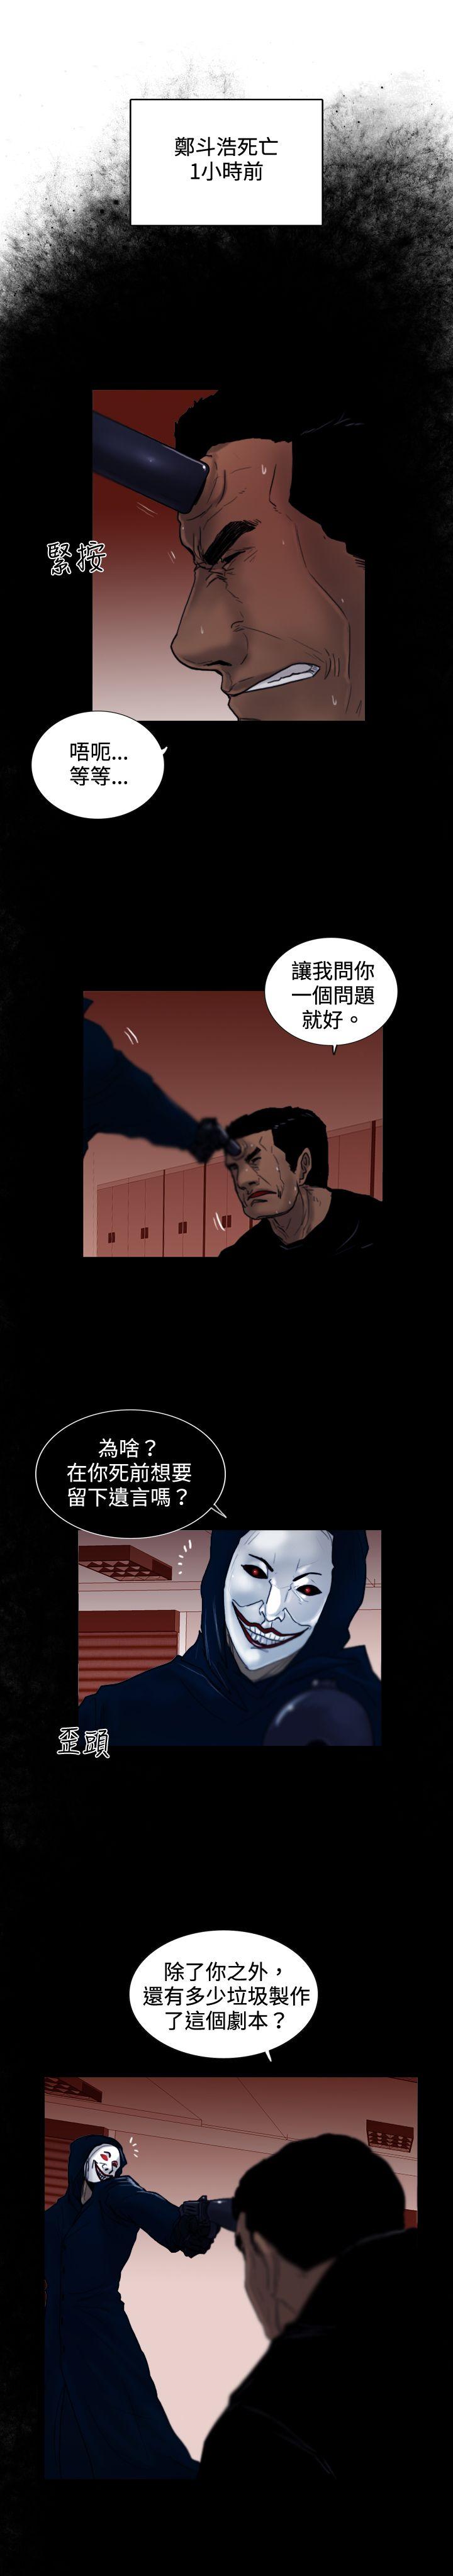 鄭斗浩死亡
1小時前
緊按
唔呃…
等等…
讓我問你
一個問題
就好。
為啥？
在你死前想要
留下遺言嗎？
歪頭
除了你之外，
還有多少垃圾製作
了這個劇本？